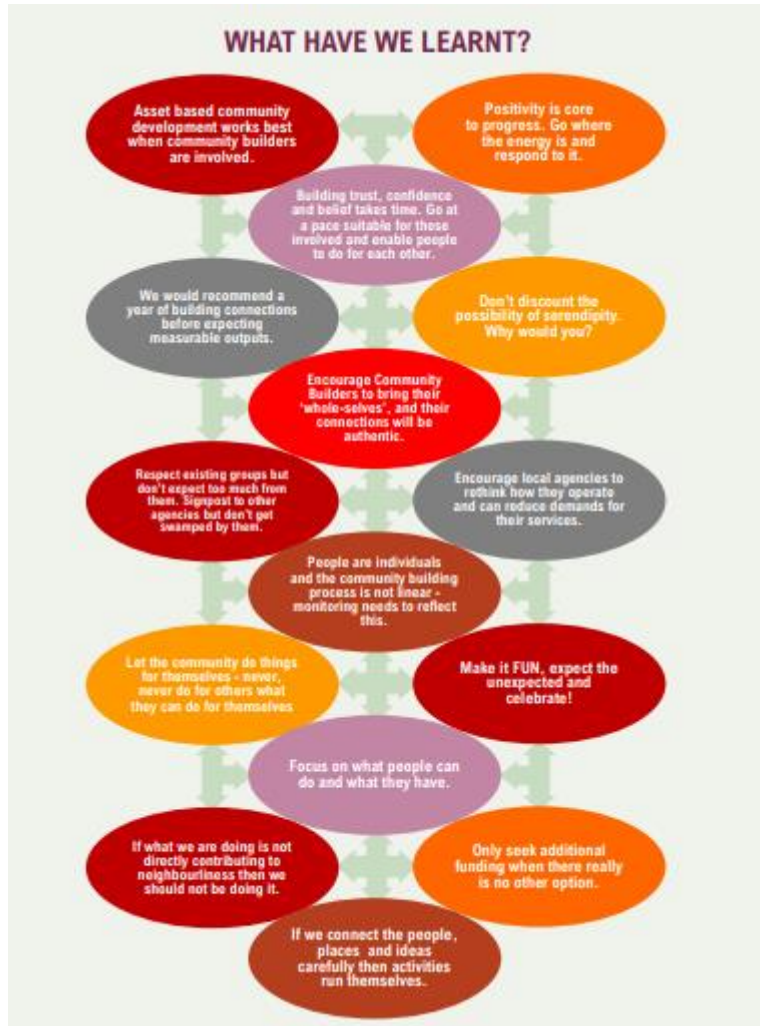 WHAT HAVE WE LEARNT?
Asset based community
development works best
when community builders
are involved.
Positivity is core
to progress. Go where
the energy is and
respond to it.
Building trust, confidence
and belief takes time. Go at
a pace suitable for those
involved and enable people
to do for each other.
We would recommend a
year of building connections
before expecting
measurable outputs.
Don't discount the
possibility of serendipity.
Why would you?
Encourage Community
Builders to bring their
'whole-selves', and their
connections will be
authentic.
Respect existing groups but
don't expect too much from
them. Signpost to other
agencies but don't get
swamped by them.
Encourage local agencies to
rethink how they operate
and can reduce demands for
their services.
People are individuals
and the community building
process is not linear -
monitoring needs to reflect
this.
Let the community do things
for themselves - never,
never do for others what
they can do for themselves
Make it FUN, expect the
unexpected and
celebrate!
Focus on what people can
do and what they have.
If what we are doing is not
directly contributing to
neighbourliness then we
should not be doing it.
Only seek additional
funding when there really
is no other option.
If we connect the people,
places and ideas
carefully then activities
run themselves.